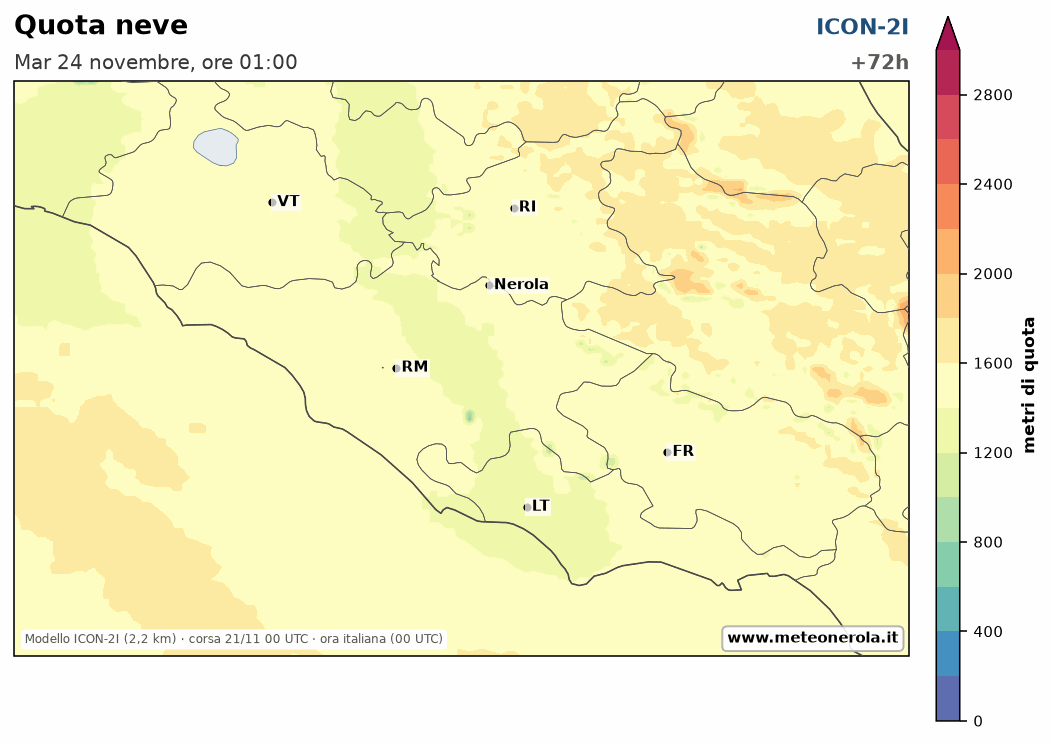 Quota neve
ICON-2I
Mar 24 novembre, ore 01:00
+72h
2800
2400
2000
1600
1200
800
400
0
metri di quota
VT
RI
Nerola
RM
FR
LT
Modello ICON-2I (2,2 km) · corsa 21/11 00 UTC · ora italiana (00 UTC)
www.meteonerola.it